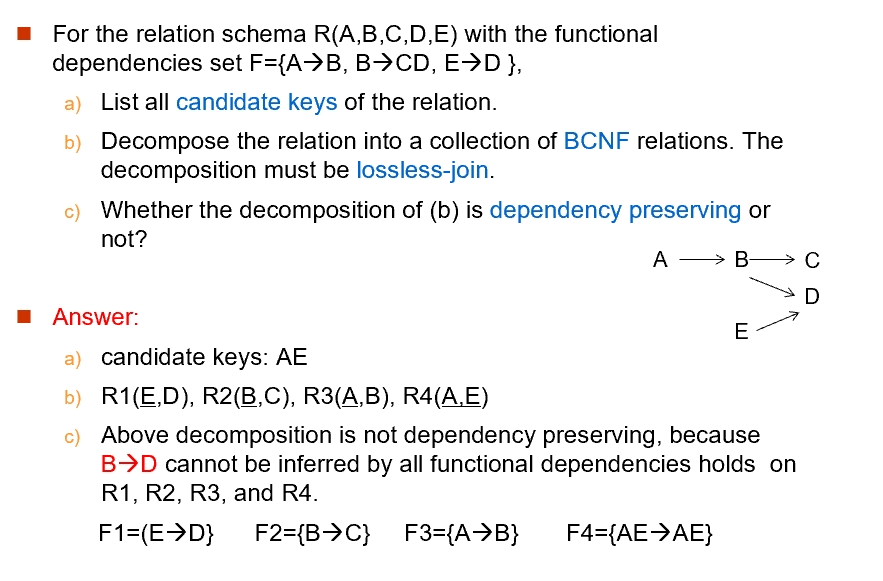 For the relation schema R(A,B,C,D,E) with the functional
dependencies set F={A→B, B→CD, E→D },
a) List all candidate keys of the relation.
b) Decompose the relation into a collection of BCNF relations. The
decomposition must be lossless-join.
c) Whether the decomposition of (b) is dependency preserving or
not?
A B C
D
E
Answer:
a) candidate keys: AE
b) R1(E,D), R2(B,C), R3(A,B), R4(A,E)
c) Above decomposition is not dependency preserving, because
B→D cannot be inferred by all functional dependencies holds on
R1, R2, R3, and R4.
F1=(E→D} F2={B→C} F3={A→B} F4={AE→AE}